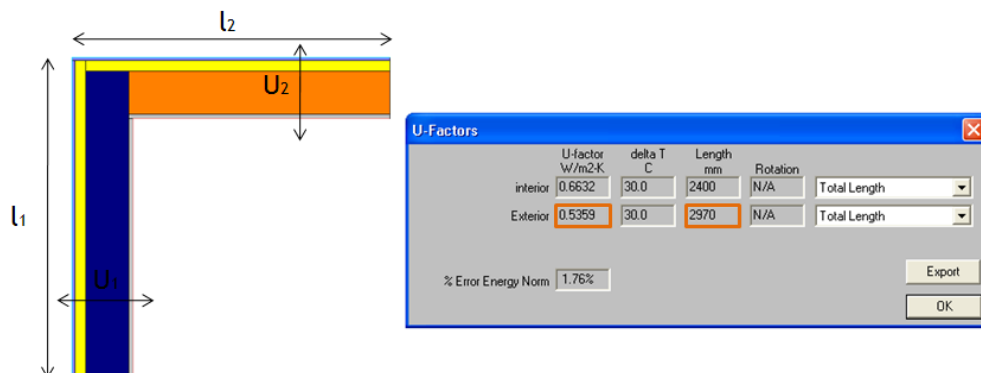 l2
U2
l1
U1
U-Factors
U-factor delta T Length
W/m2-K C mm Rotation
interior 0.6632 30.0 2400 N/A Total Length
Exterior 0.5359 30.0 2970 N/A Total Length
% Error Energy Norm 1.76%
Export
OK